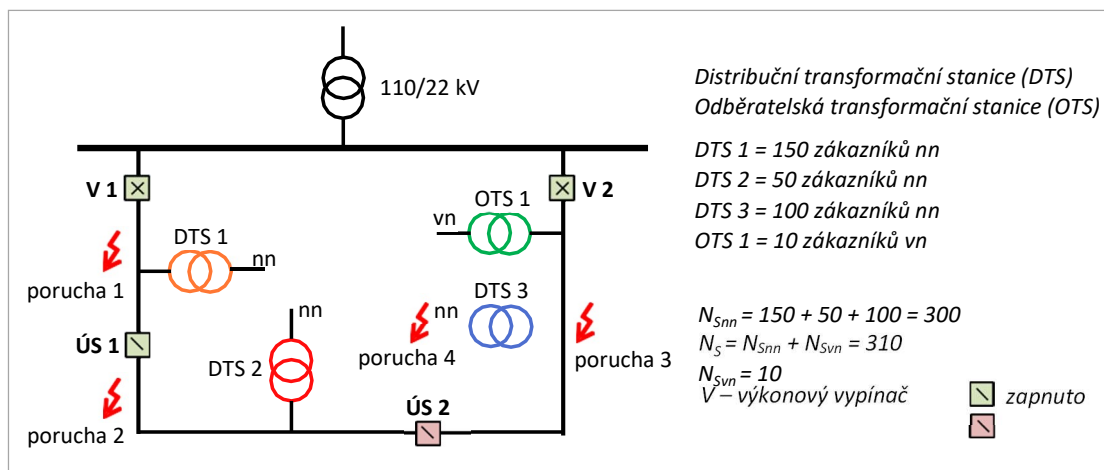 110/22 kV
V 1
V 2
OTS 1
vn
DTS 1
nn
porucha 1
ÚS 1
nn
DTS 2
porucha 2
nn
DTS 3
porucha 4
porucha 3
ÚS 2
Distribuční transformační stanice (DTS)
Odběratelská transformační stanice (OTS)
DTS 1 = 150 zákazníků nn
DTS 2 = 50 zákazníků nn
DTS 3 = 100 zákazníků nn
OTS 1 = 10 zákazníků vn
NSnn = 150 + 50 + 100 = 300
NS = NSnn + NSvn = 310
NSvn = 10
V – výkonový vypínač
zapnuto